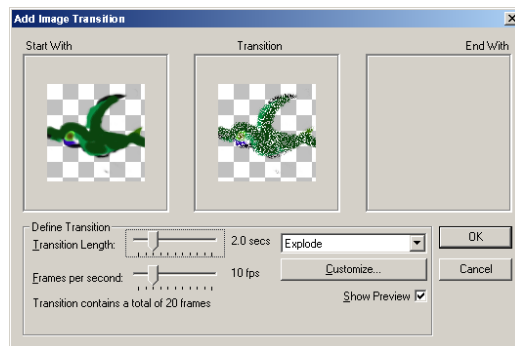 Add Image Transition
Start With
Transition
End With
Define Transition
Transition Length:
2.0 secs
Explode
OK
Frames per second:
10 fps
Customize...
Cancel
Show Preview
Transition contains a total of 20 frames